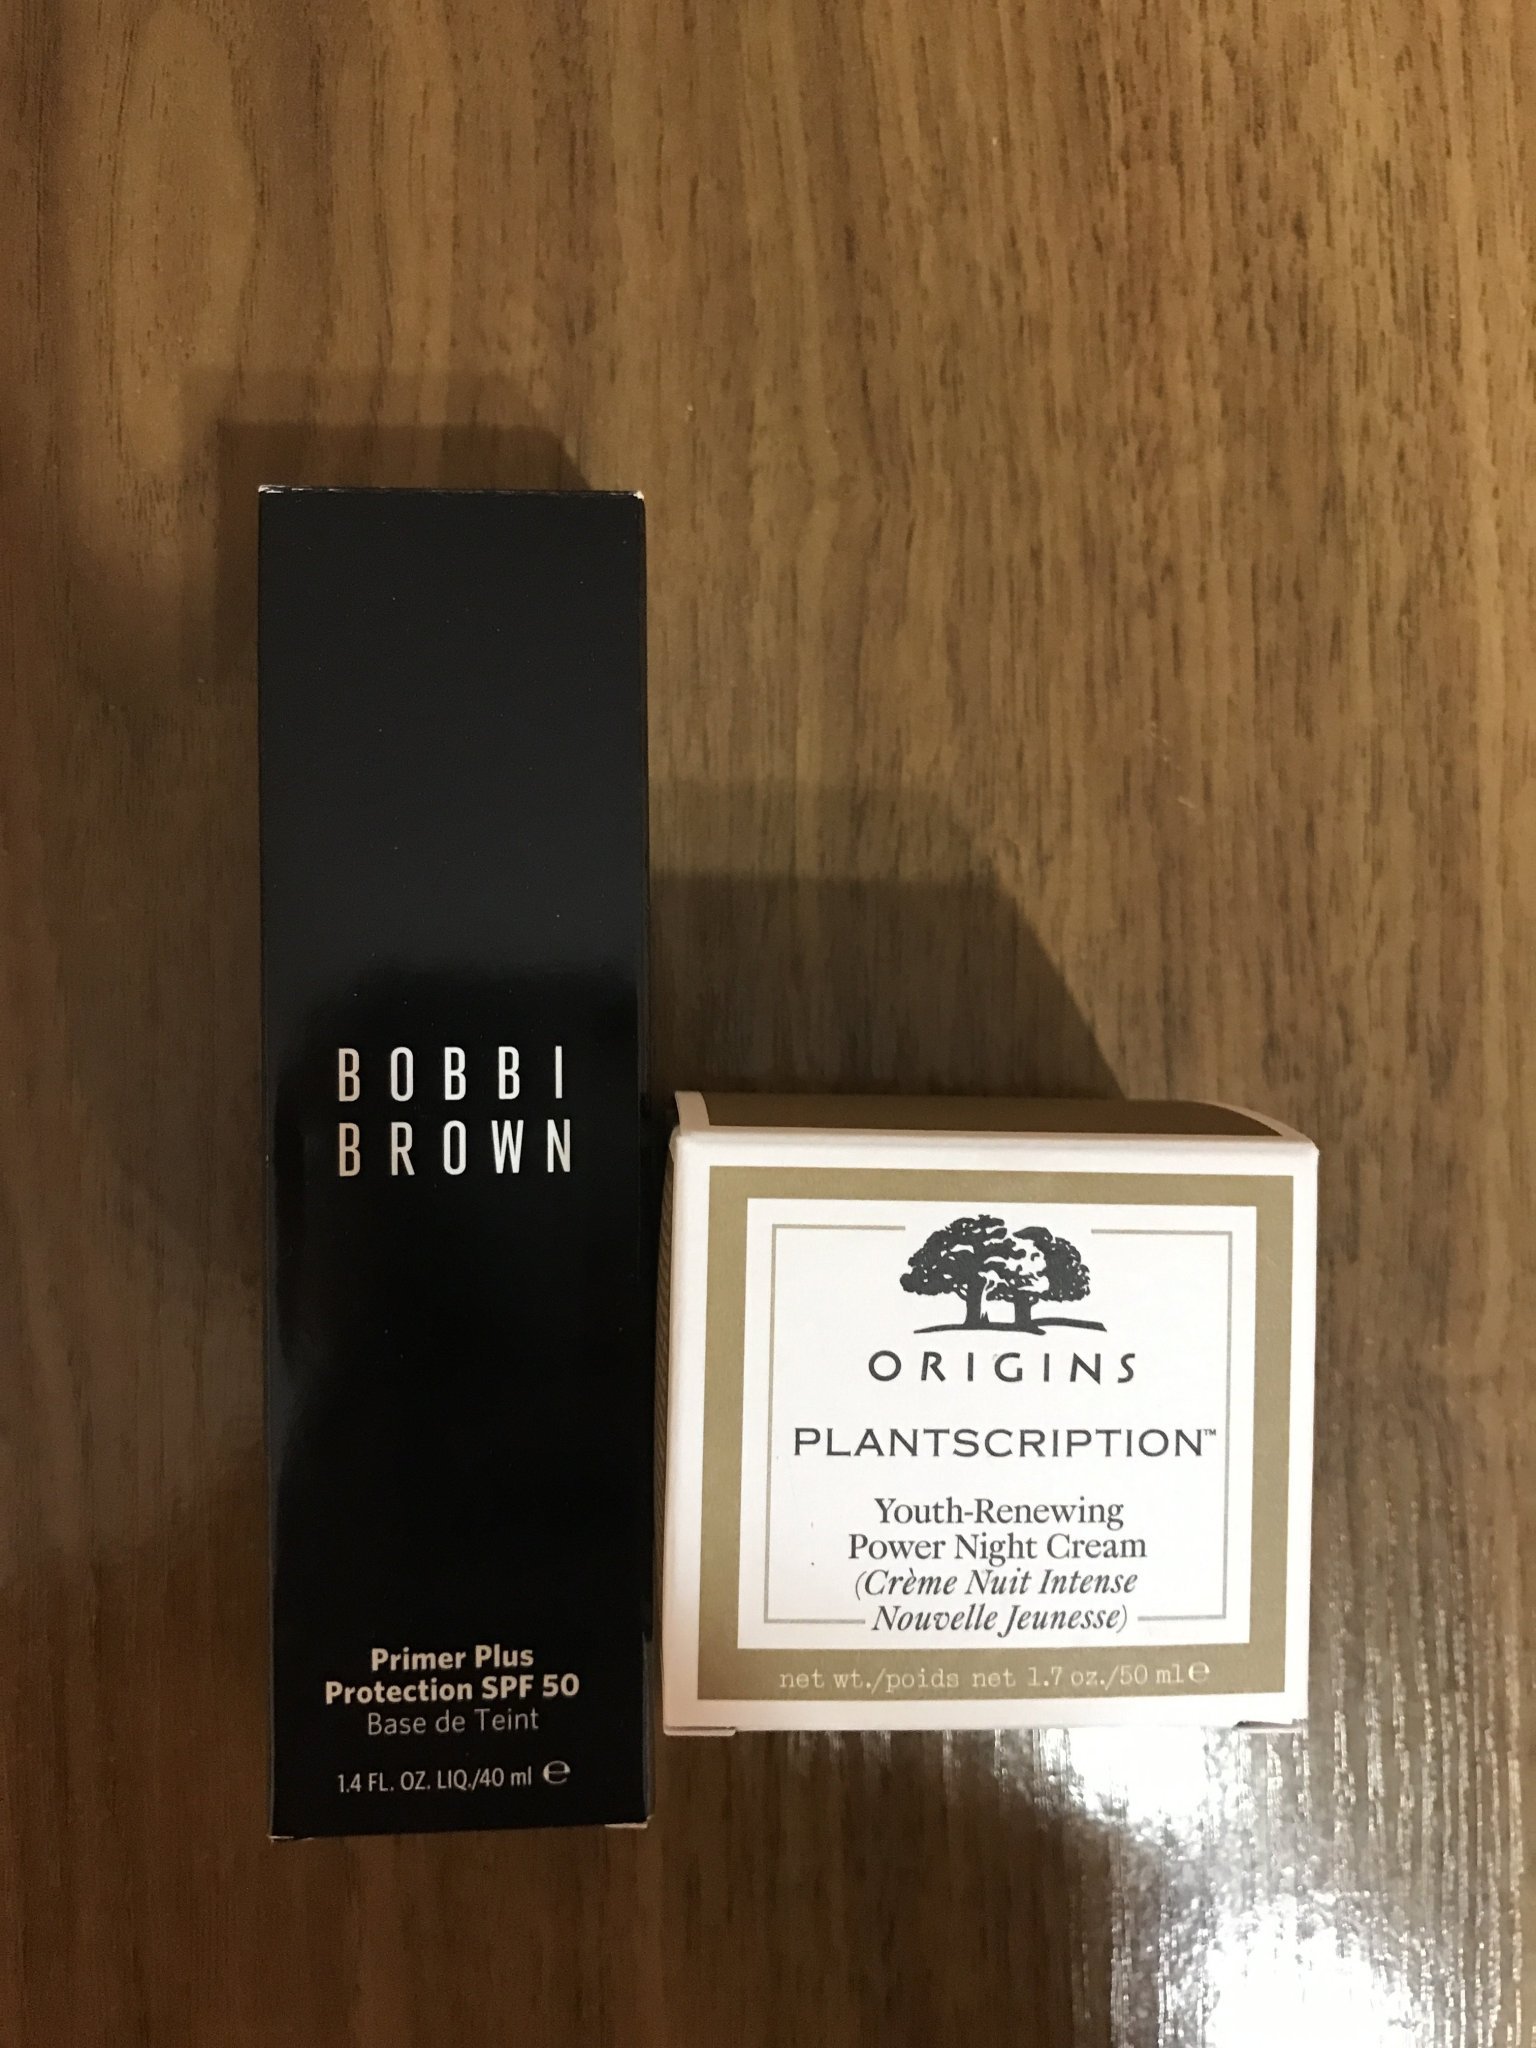 BOBBI
BROWN
Primer Plus
Protection SPF 50
Base de Teint
1.4 FL. OZ. LIQ./40 ml ℮
ORIGINS
PLANTSCRIPTION™
Youth-Renewing
Power Night Cream
(Crème Nuit Intense
Nouvelle Jeunesse)
net wt./poids net 1.7 oz./50 ml ℮